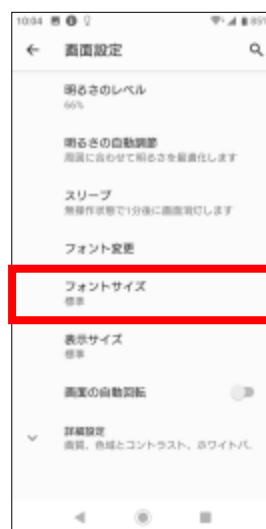 10:04
85%
画面設定
明るさのレベル
66%
明るさの自動調節
周囲に合わせて明るさを最適化します
スリープ
無操作状態で1分後に画面消灯します
フォント変更
フォントサイズ
標準
表示サイズ
標準
画面の自動回転
詳細設定
画質、色域とコントラスト、ホワイトバ..